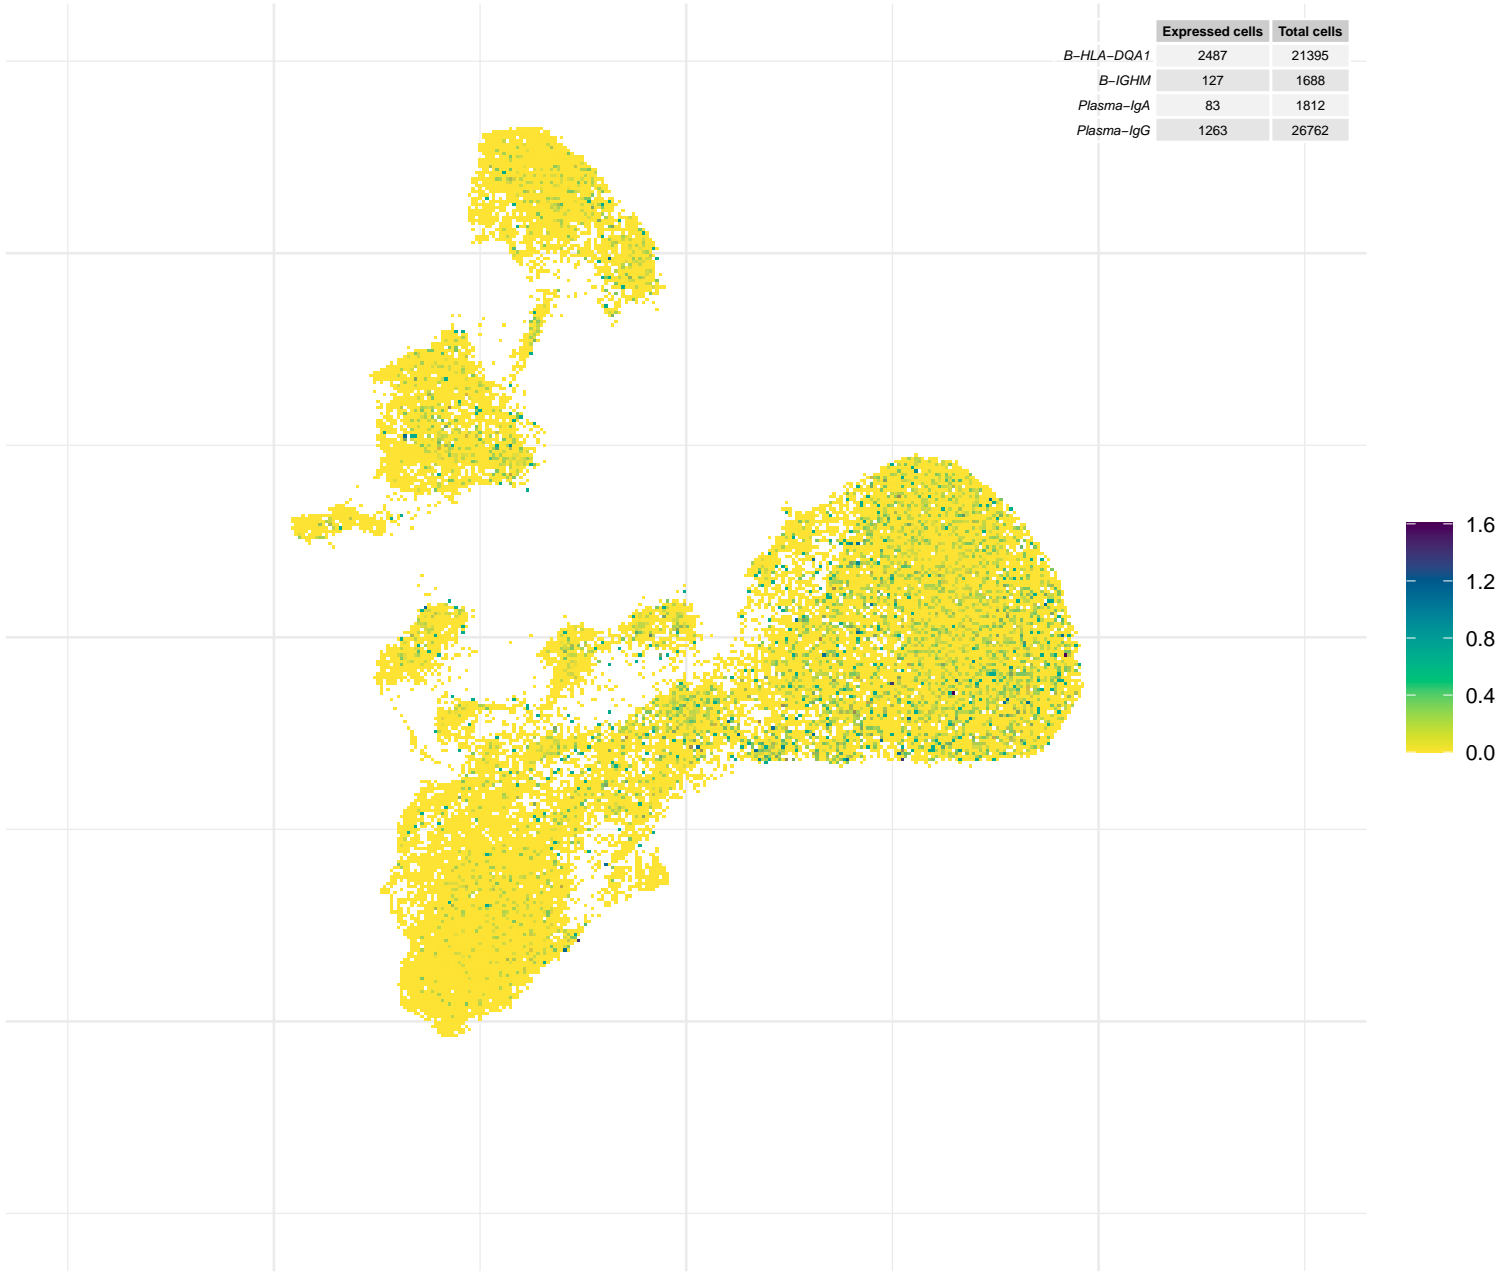 Expressed cells Total cells
B−HLA−DQA1 2487 21395
B−IGHM 127 1688
Plasma−IgA 83 1812
Plasma−IgG 1263 26762
1.6
1.2
0.8
0.4
0.0